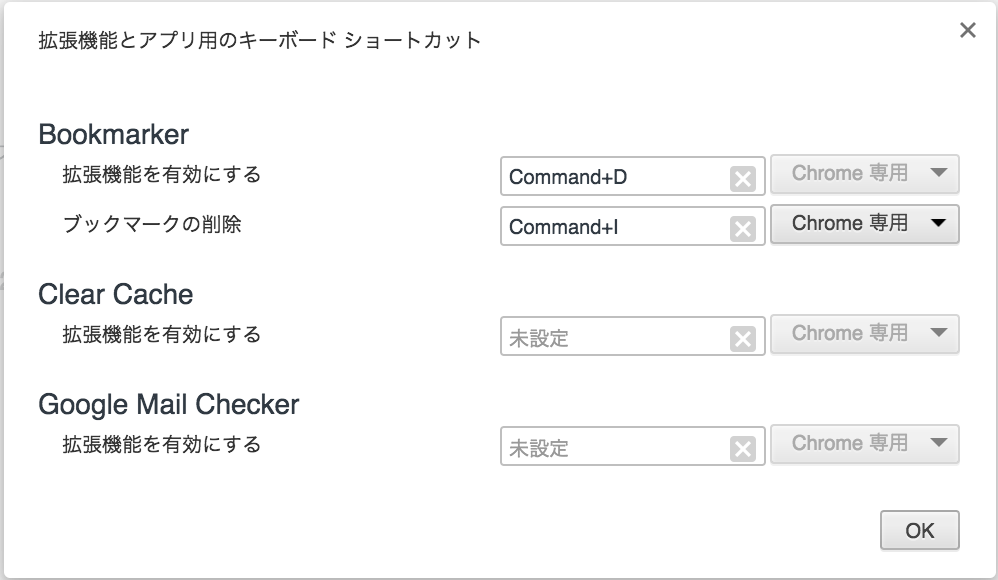 拡張機能とアプリ用のキーボード ショートカット
Bookmarker
拡張機能を有効にする Command+D Chrome 専用
ブックマークの削除 Command+I Chrome 専用
Clear Cache
拡張機能を有効にする 未設定 Chrome 専用
Google Mail Checker
拡張機能を有効にする 未設定 Chrome 専用
OK